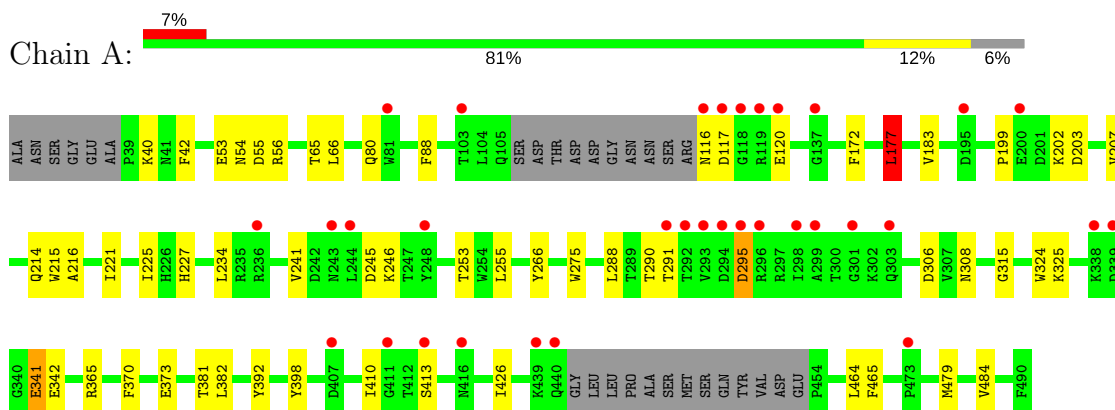 7%
Chain A:
81% 12% 6%
ALA ASN SER GLY GLU ALA P39 K40 N41 F42 E53 N54 D55 R56 T65 L66 Q80 W81 F88 T103 L104 Q105 SER ASP THR ASP ASP GLY ASN ASN SER ARG N116 D117 G118 R119 E120 G137 F172 L177 V183 D195 P199 E200 D201 K202 D203 V207
Q214 W215 A216 I221 I225 H226 H227 L234 R235 R236 V241 D242 N243 L244 D245 K246 T247 Y248 T253 W254 L255 Y266 W275 L288 T289 T290 T291 T292 V293 D294 D295 R296 R297 I298 A299 T300 G301 K302 Q303 D306 V307 N308 G315 W324 K325 K338
G340 E341 E342 R365 F370 E373 T381 L382 Y392 Y398 D407 I410 G411 T412 S413 N416 I426 K439 Q440 GLY LEU LEU PRO ALA SER MET SER GLN TYR VAL ASP GLU P454 L464 F465 P473 M479 V484 F490